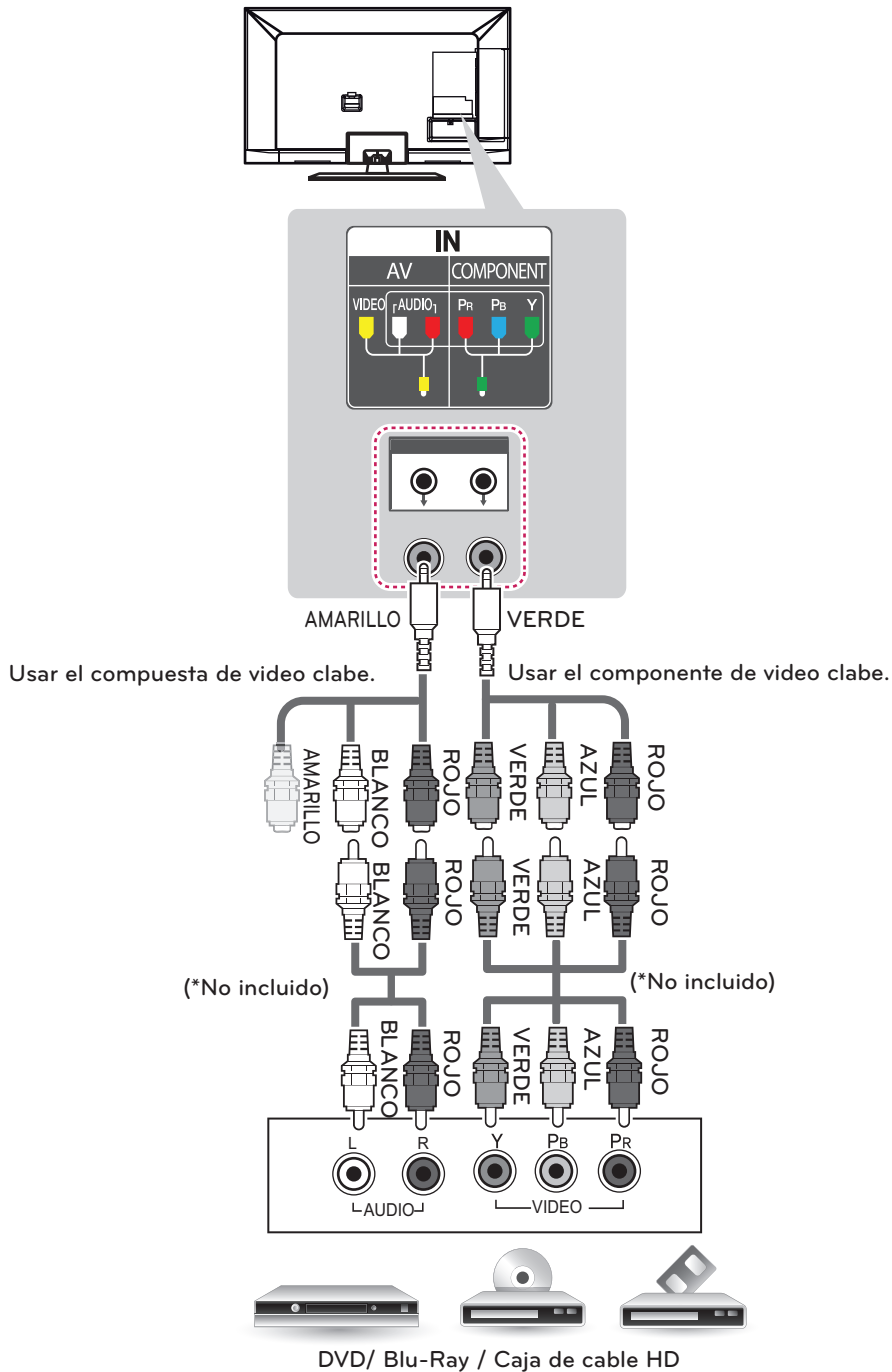 IN
AV COMPONENT
VIDEO AUDIO PR PB Y
AMARILLO VERDE
Usar el compuesta de video clabe. Usar el componente de video clabe.
AMARILLO BLANCO ROJO VERDE AZUL ROJO
BLANCO ROJO VERDE AZUL ROJO
(*No incluido) (*No incluido)
BLANCO ROJO VERDE AZUL ROJO
L R Y PB PR
AUDIO VIDEO
DVD/ Blu-Ray / Caja de cable HD